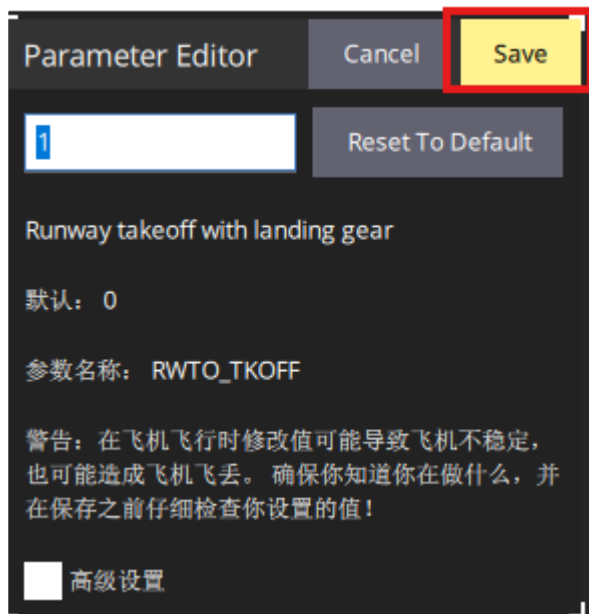 Parameter Editor Cancel Save
1 Reset To Default
Runway takeoff with landing gear
默认： 0
参数名称： RWTO_TKOFF
警告：在飞机飞行时修改值可能导致飞机不稳定，
也可能造成飞机飞丢。 确保你知道你在做什么，并
在保存之前仔细检查你设置的值！
高级设置